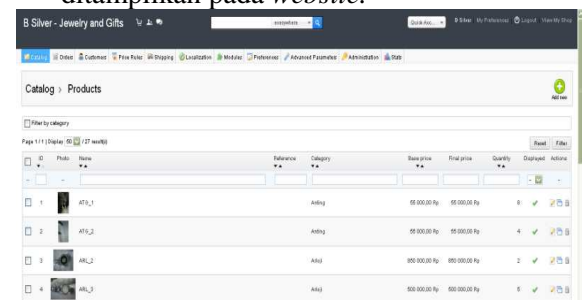 ditampilkan pada website.
B Silver - Jewelry and Gifts everywhere Quick Acc... B Silver My Preferences Logout View My Shop
Catalog Orders Customers Price Rules Shipping Localization Modules Preferences Advanced Parameters Administration Stats
Catalog > Products
Add new
Filter by category
Page 1 / 1 | Display 50 / 27 result(s) Reset Filter
ID Photo Name Reference Category Base price Final price Quantity Displayed Actions
- - - -
1 ATG_1 Anting 55 000,00 Rp 55 000,00 Rp 8
2 ATG_2 Anting 55 000,00 Rp 55 000,00 Rp 4
3 ARL_2 Arloji 850 000,00 Rp 850 000,00 Rp 2
4 ARL_3 Arloji 500 000,00 Rp 500 000,00 Rp